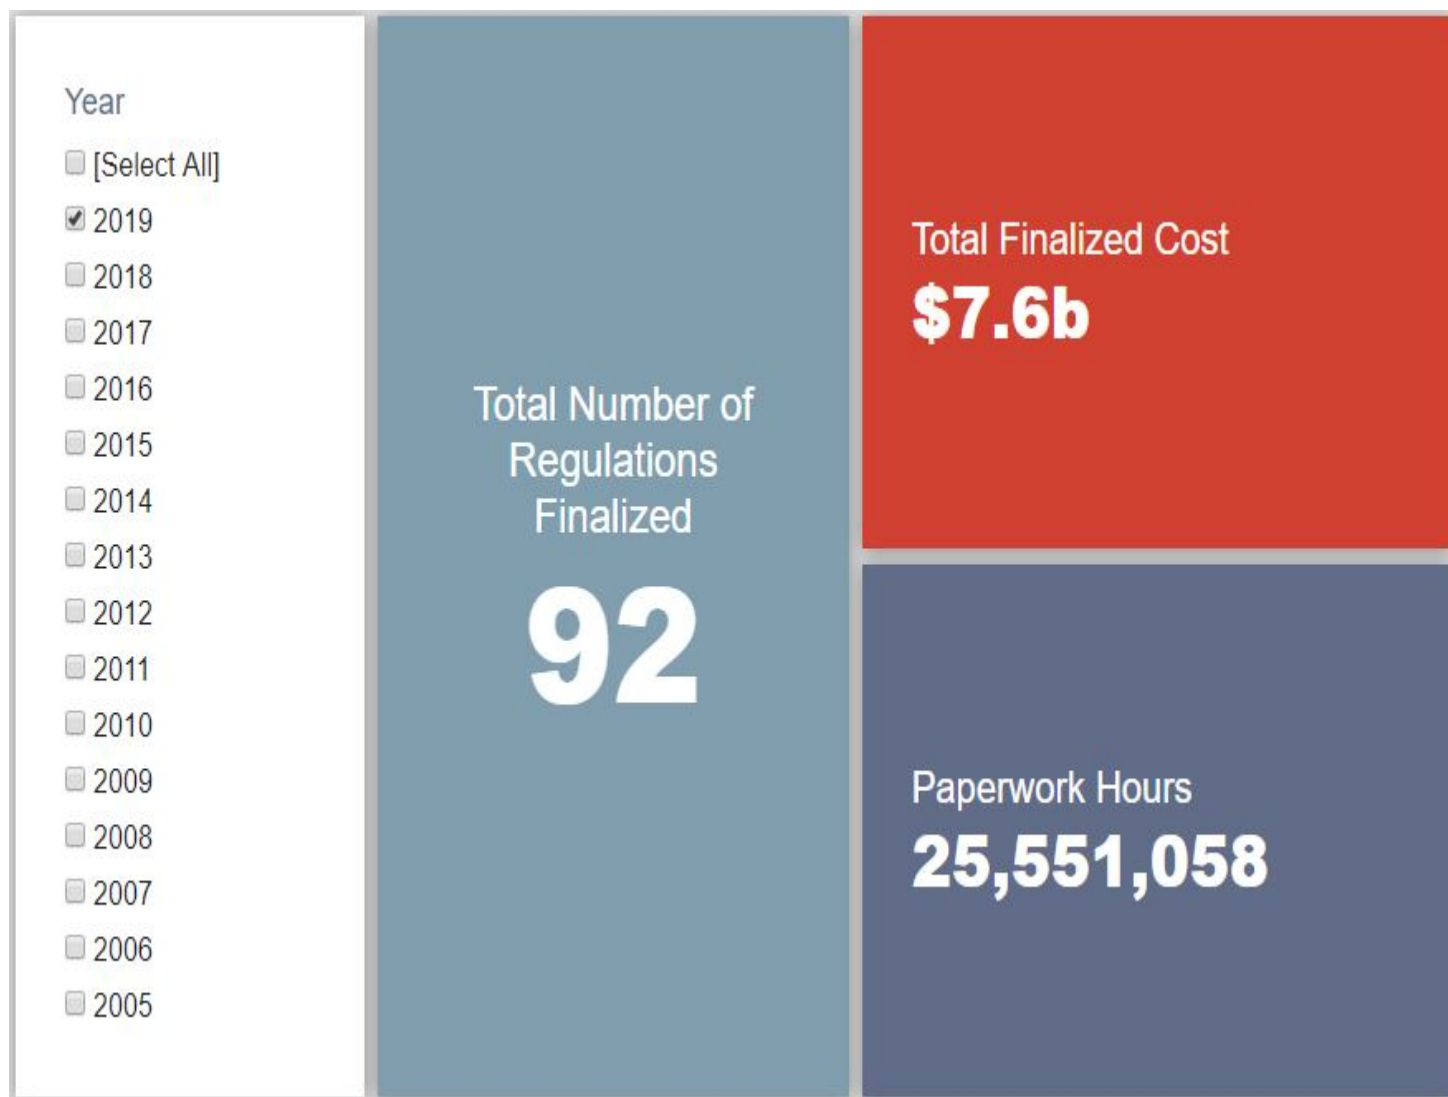 Year
[Select All]
2019
2018
2017
2016
2015
2014
2013
2012
2011
2010
2009
2008
2007
2006
2005
Total Number of
Regulations
Finalized
92
Total Finalized Cost
$7.6b
Paperwork Hours
25,551,058